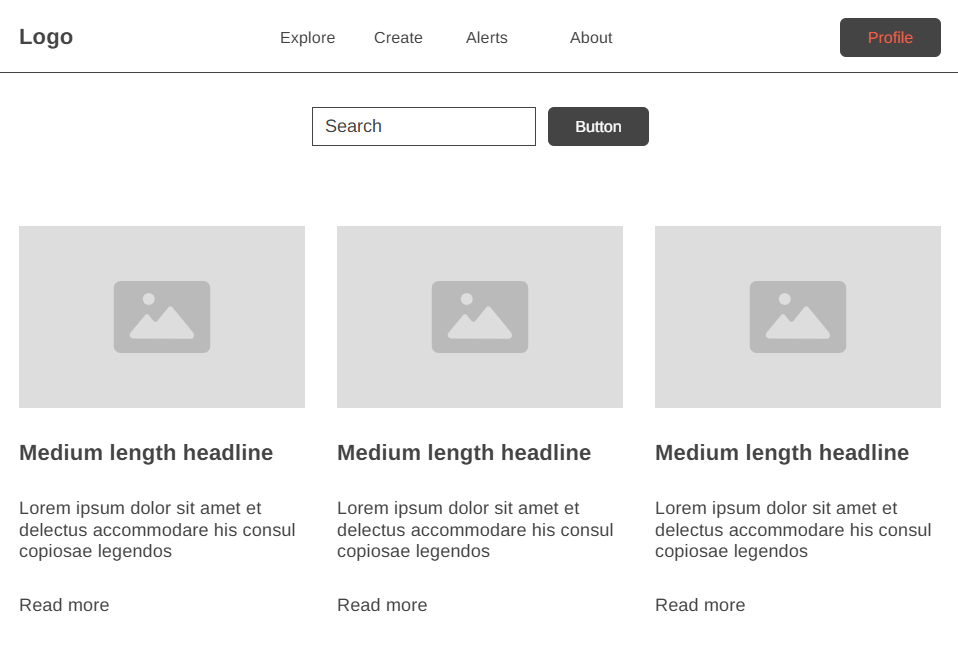 Logo
Explore Create Alerts About
Profile
Search
Button
Medium length headline
Lorem ipsum dolor sit amet et
delectus accommodare his consul
copiosae legendos
Read more
Medium length headline
Lorem ipsum dolor sit amet et
delectus accommodare his consul
copiosae legendos
Read more
Medium length headline
Lorem ipsum dolor sit amet et
delectus accommodare his consul
copiosae legendos
Read more